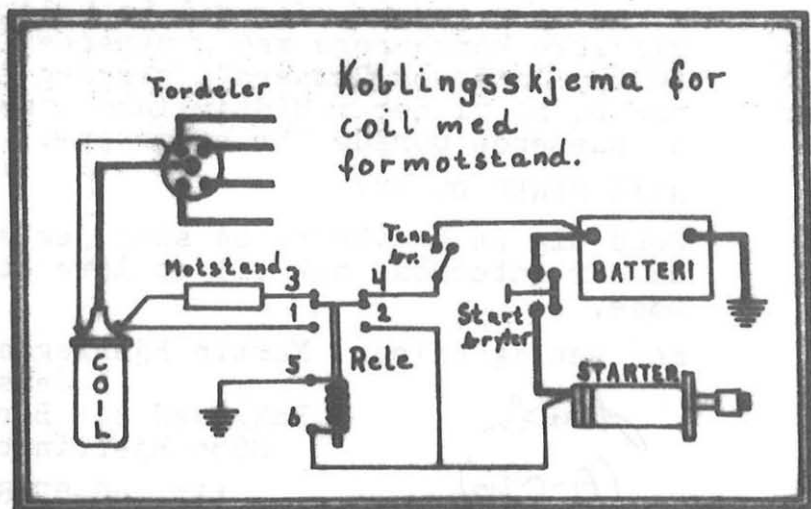 Fordeler
Koblingsskjema for
coil med
formotstand.
Tenn
br.
Motstand
3
4
1
2
BATTERI
Start
bryter
5
Rele
6
STARTER
COIL